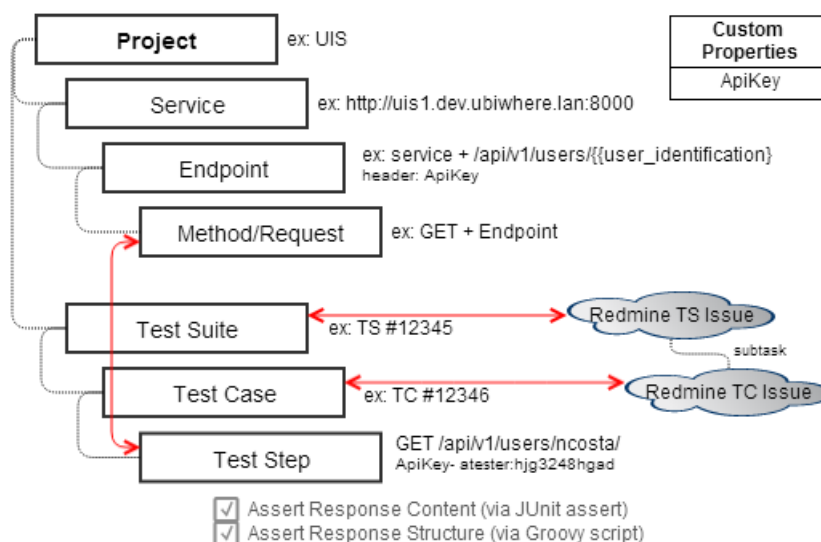 Project
ex: UIS
Custom
Properties
ApiKey
Service
ex: http://uis1.dev.ubiwhere.lan:8000
Endpoint
ex: service + /api/v1/users/{{user_identification}
header: ApiKey
Method/Request
ex: GET + Endpoint
Test Suite
ex: TS #12345
Redmine TS Issue
subtask
Test Case
ex: TC #12346
Redmine TC Issue
Test Step
GET /api/v1/users/ncosta/
ApiKey- atester:hjg3248hgad
Assert Response Content (via JUnit assert)
Assert Response Structure (via Groovy script)